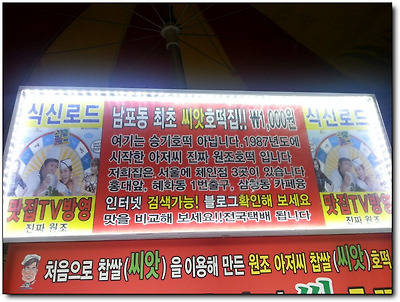 식신로드
맛집TV방영
진짜 원조
남포동 최초 씨앗호떡집!! ₩1,000원
여기는 승기호떡 아닙니다.1987년도에
시작한 아저씨 진짜 원조호떡 입니다
저희집은, 서울에 체인점 3곳이 있습니다
홍대앞, 혜화동 1번출구, 삼청동 카페옆
인터넷 검색가능! 블로그확인해 보세요
맛을 비교해 보세요!!전국택배 됩니다
식신로드
맛집TV방영
진짜 원조
처음으로 찹쌀(씨앗)을 이용해 만든 원조 아저씨 찹쌀(씨앗)호떡